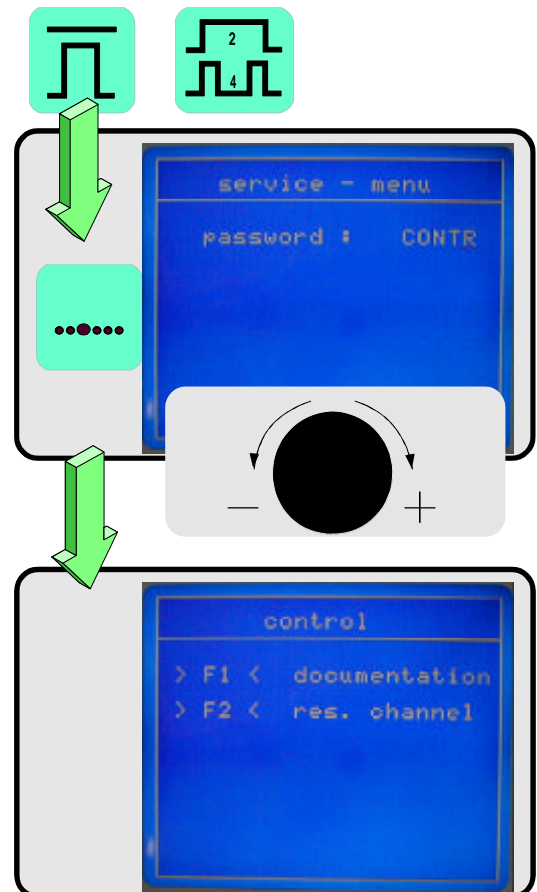 2
4
service - menu
password : CONTR
− +
control
> F1 < documentation
> F2 < res. channel